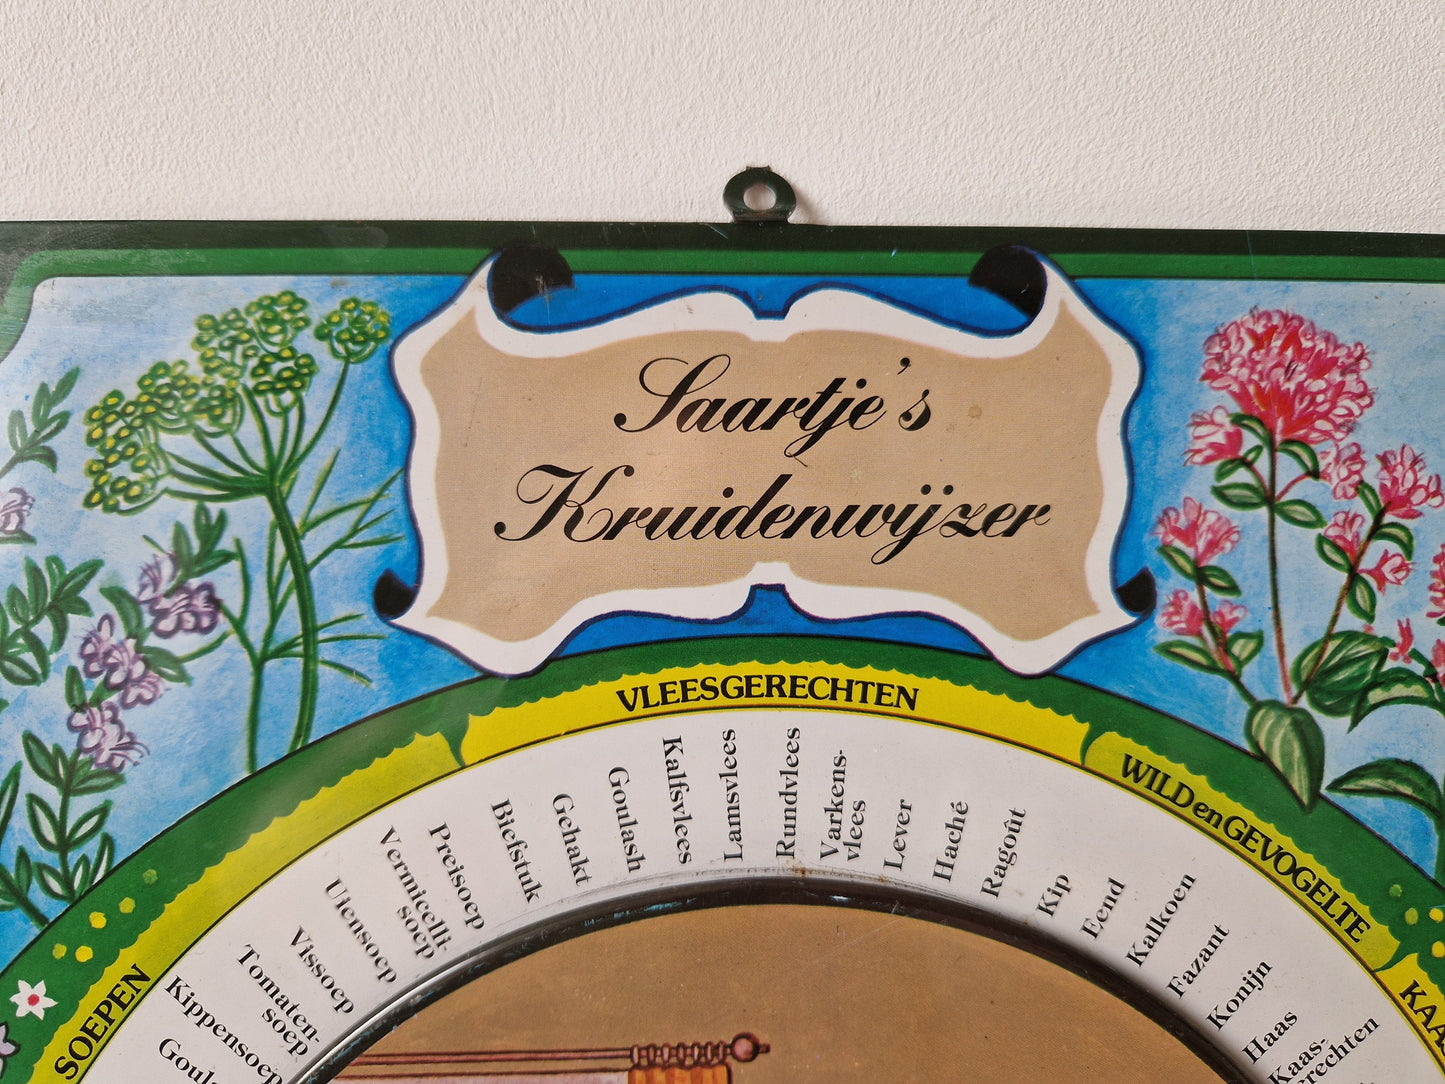 Saartje's
Kruidenwijzer
SOEPEN
Kippensoep
Tomaten-
soep
Vissoep
Uiensoep
Vermicelli-
soep
Preisoep
VLEESGERECHTEN
Biefstuk
Gehakt
Goulash
Kalfsvlees
Lamsvlees
Rundvlees
Varkens-
vlees
Lever
Haché
Ragoût
WILD en GEVOGELTE
Kip
Eend
Kalkoen
Fazant
Konijn
Haas
Kaas-